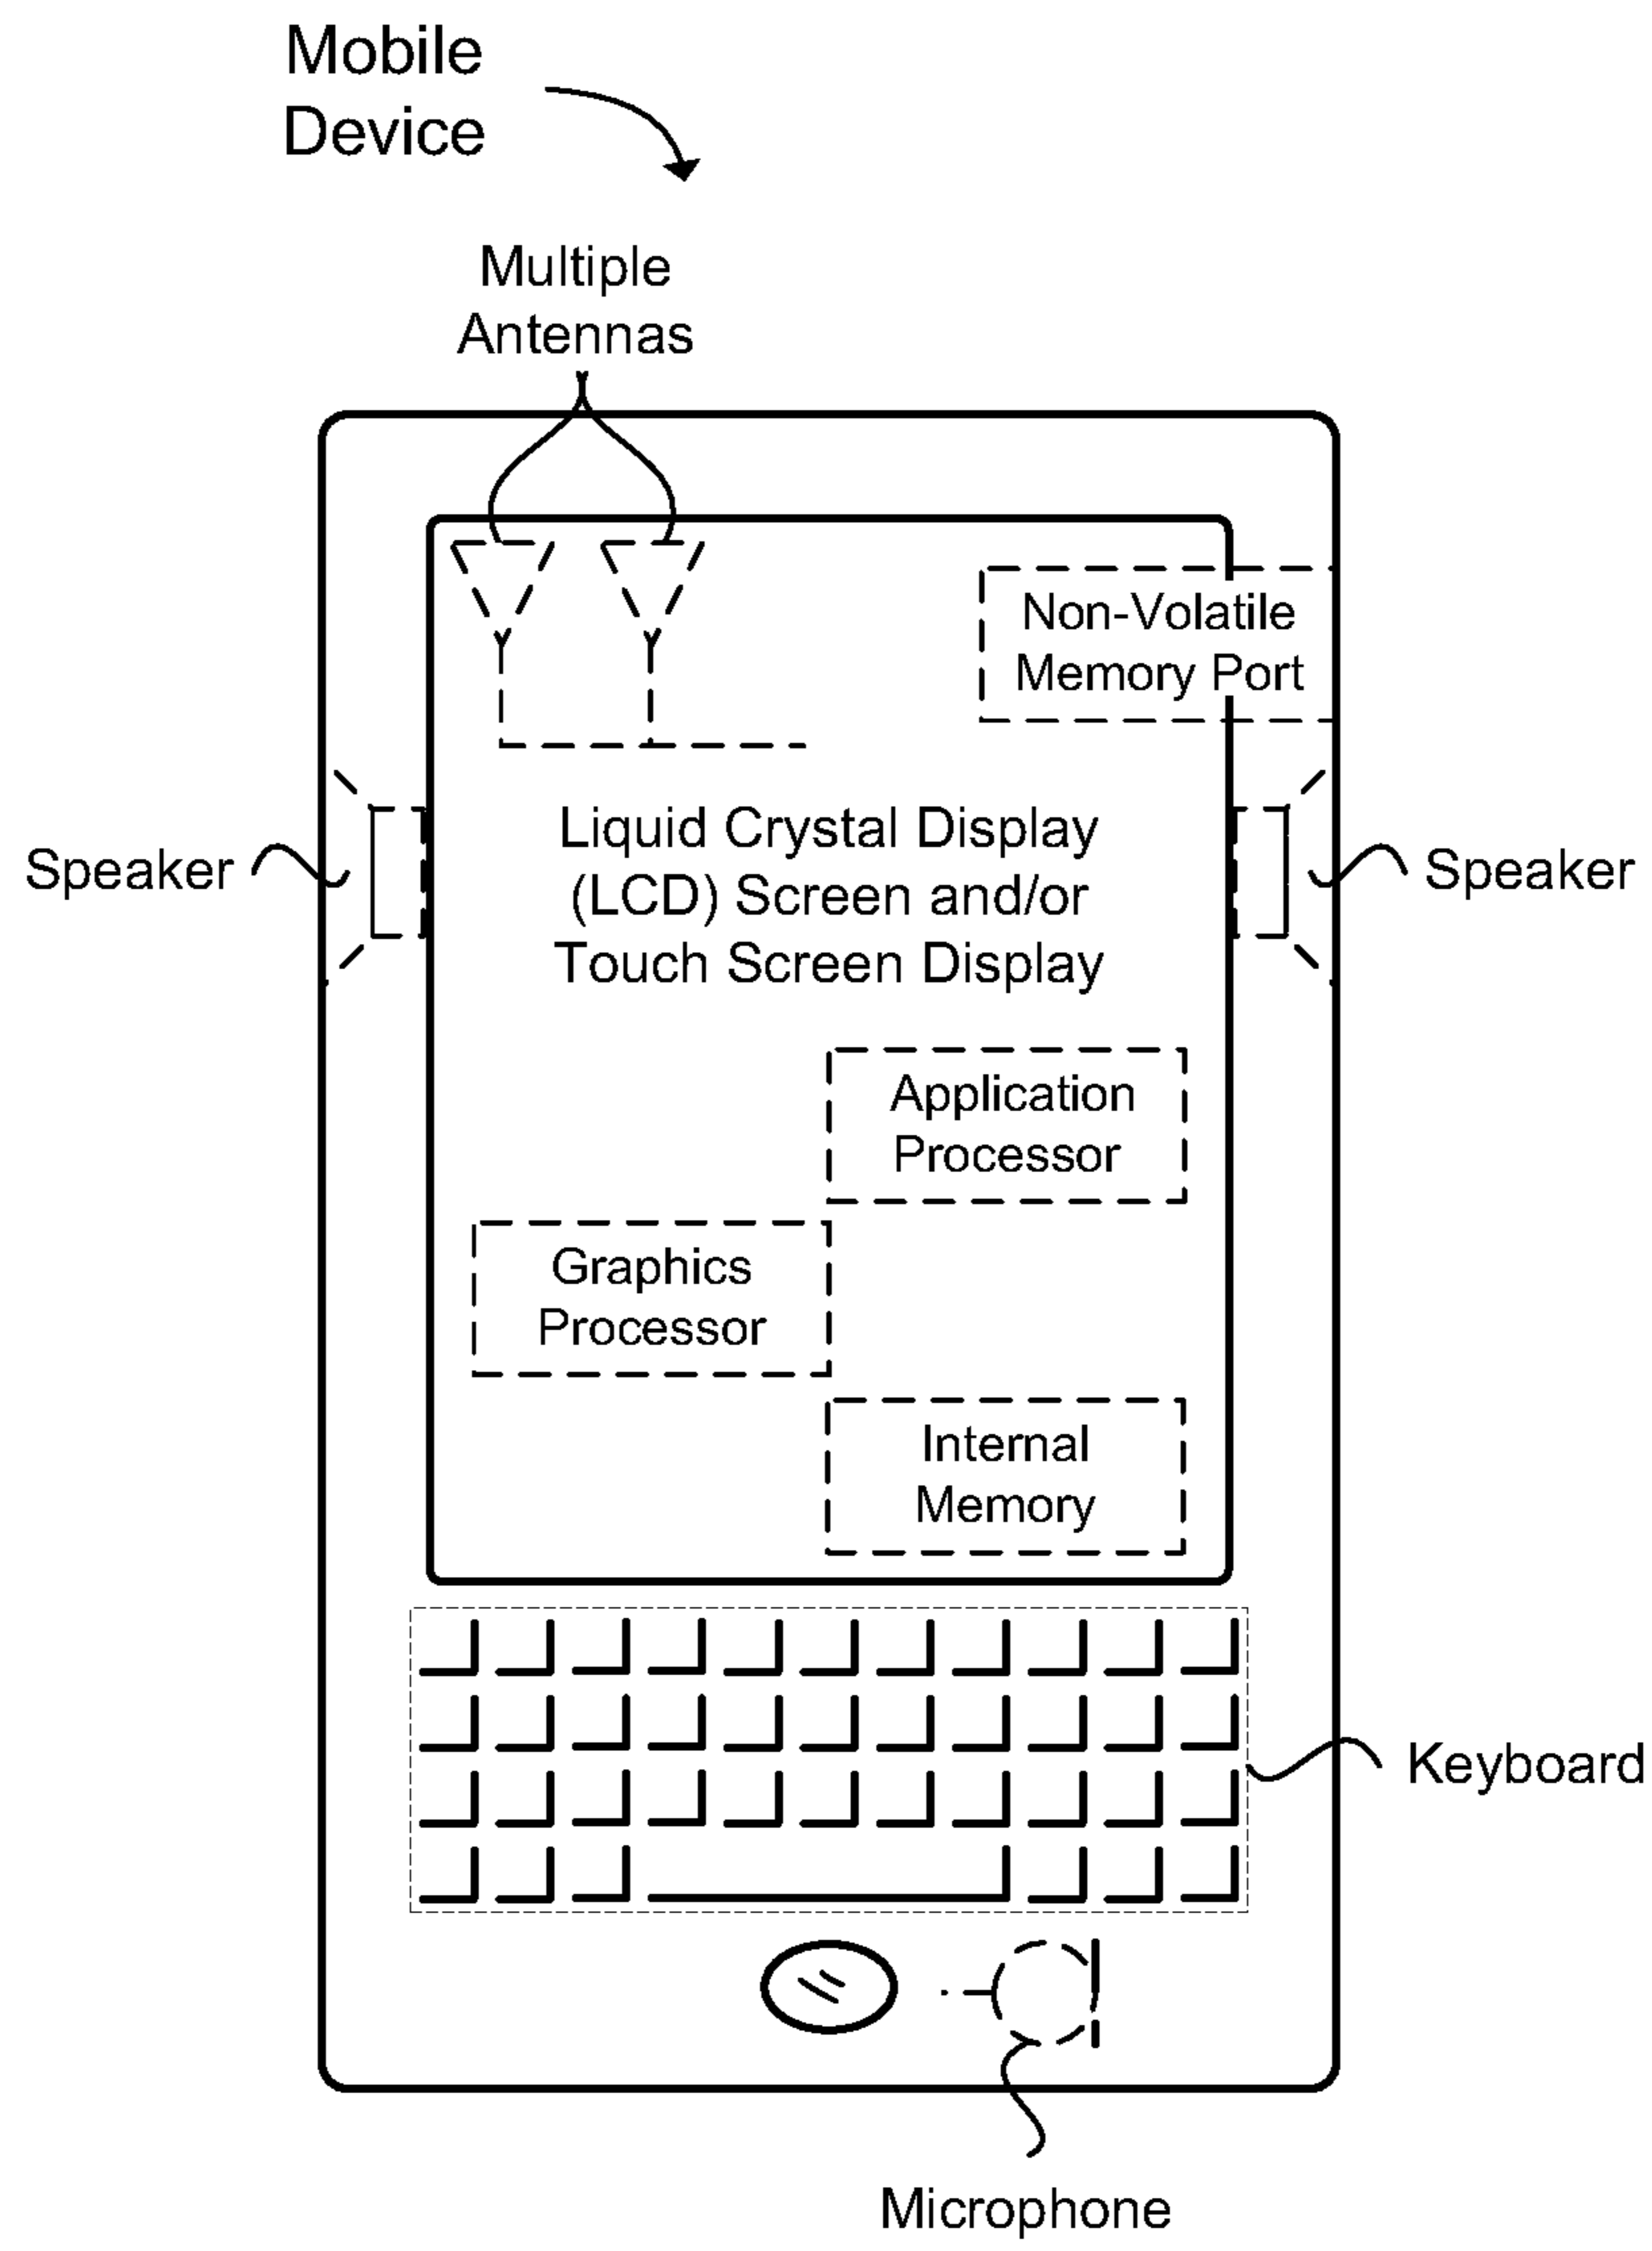 Mobile
Device
Multiple
Antennas
Non-Volatile
Memory Port
Speaker
Liquid Crystal Display
(LCD) Screen and/or
Touch Screen Display
Speaker
Application
Processor
Graphics
Processor
Internal
Memory
Keyboard
Microphone